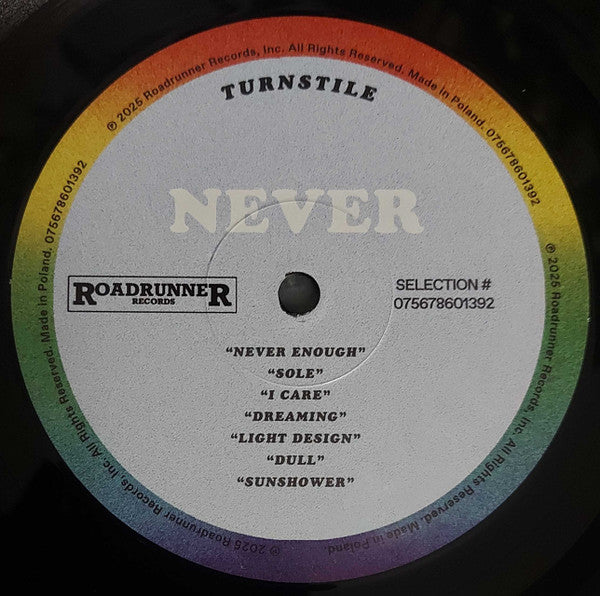 ℗ 2025 Roadrunner Records, Inc. All Rights Reserved. Made in Poland. 075678601392
℗ 2025 Roadrunner Records, Inc. All Rights Reserved. Made in Poland.
℗ 2025 Roadrunner Records, Inc. All Rights Reserved. Made in Poland. 075678601392
TURNSTILE
NEVER
ROADRUNNER
RECORDS
SELECTION #
075678601392
“NEVER ENOUGH”
“SOLE”
“I CARE”
“DREAMING”
“LIGHT DESIGN”
“DULL”
“SUNSHOWER”